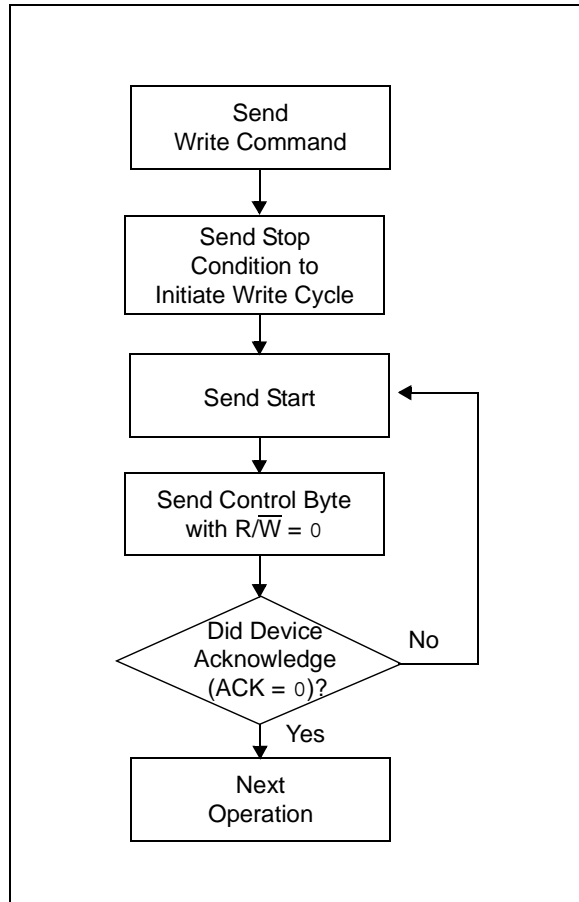 Send
Write Command
Send Stop
Condition to
Initiate Write Cycle
Send Start
Send Control Byte
with R/W̅ = 0
Did Device
Acknowledge
(ACK = 0)?
No
Yes
Next
Operation